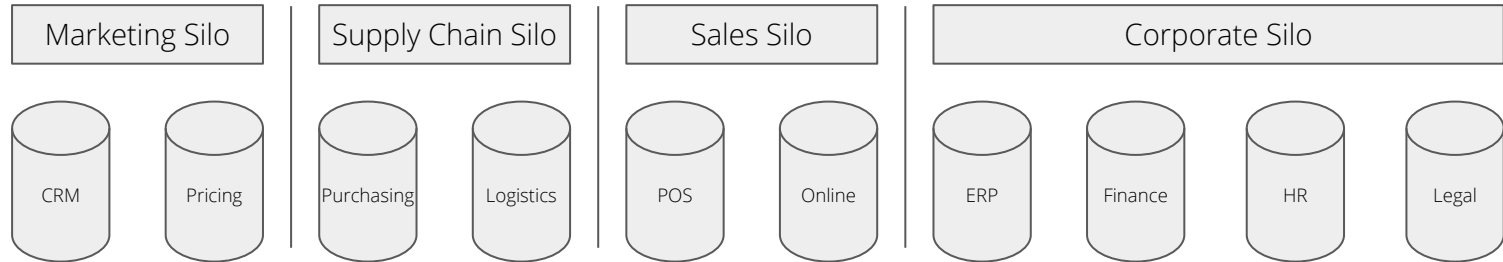 Marketing Silo
Supply Chain Silo
Sales Silo
Corporate Silo
CRM
Pricing
Purchasing
Logistics
POS
Online
ERP
Finance
HR
Legal